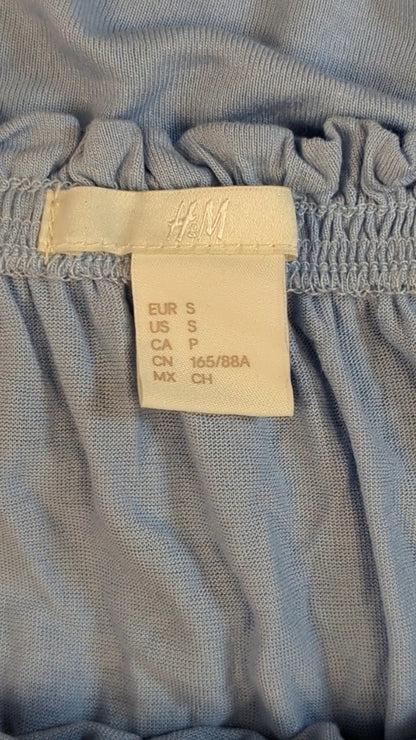 H&M
EUR S
US S
CA P
CN 165/88A
MX CH